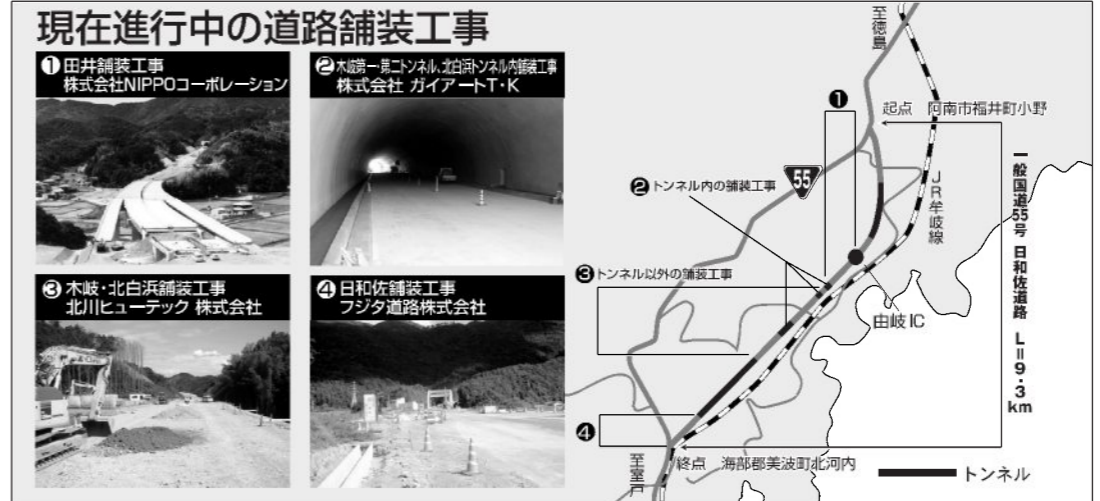 現在進行中の道路舗装工事
❶田井舗装工事
株式会社NIPPOコーポレーション
❷木岐第一・第二トンネル、北白浜トンネル内舗装工事
株式会社 ガイアートT・K
❸木岐・北白浜舗装工事
北川ヒューテック 株式会社
❹日和佐舗装工事
フジタ道路株式会社
至徳島
❶
起点 阿南市福井町小野
❷トンネル内の舗装工事
55
JR牟岐線
❸トンネル以外の舗装工事
由岐IC
一般国道55号 日和佐道路 L=9・3km
❹
至室戸
終点 海部郡美波町北河内
トンネル